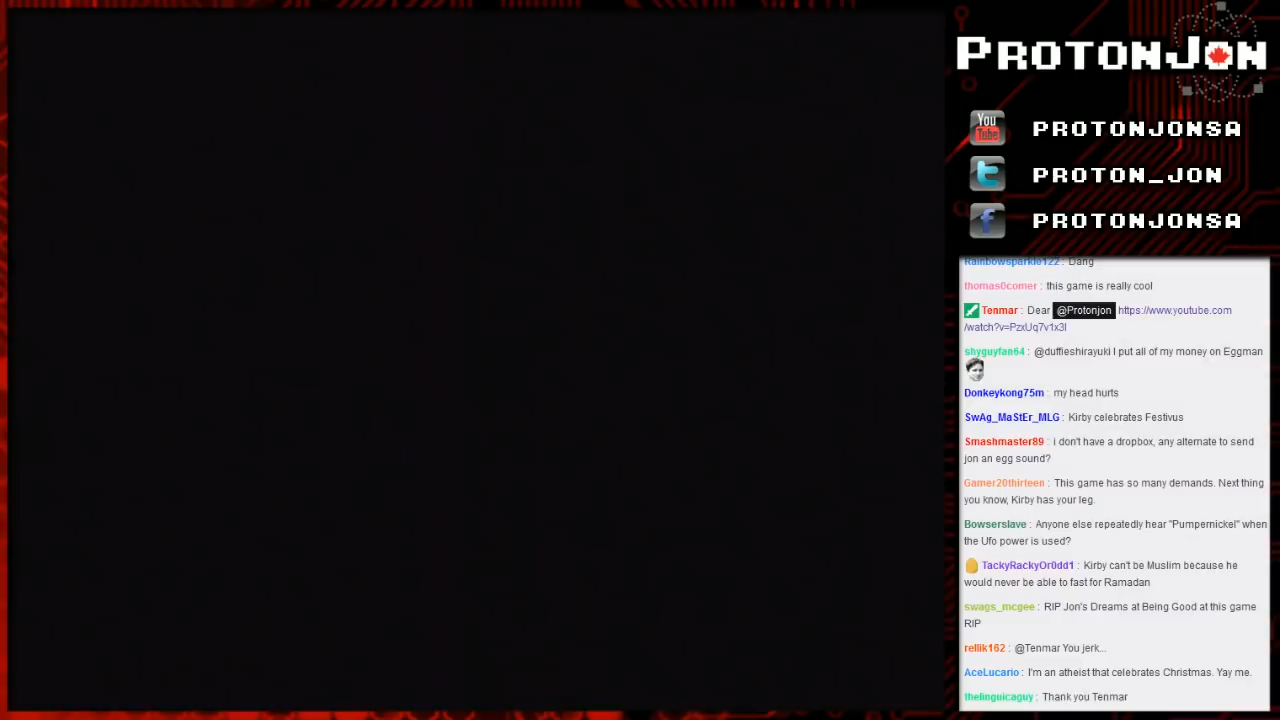 PROTONJON
You
Tube
PROTONJONSA
PROTON_JON
PROTONJONSA
Rainbowsparkle122 : Dang
thomas0comer : this game is really cool
Tenmar : Dear @Protonjon https://www.youtube.com
/watch?v=PzxUq7v1x3I
shyguyfan64 : @duffieshirayuki I put all of my money on Eggman
Donkeykong75m : my head hurts
SwAg_MaStEr_MLG : Kirby celebrates Festivus
Smashmaster89 : i don't have a dropbox, any alternate to send
jon an egg sound?
Gamer20thirteen : This game has so many demands. Next thing
you know, Kirby has your leg.
Bowserslave : Anyone else repeatedly hear "Pumpernickel" when
the Ufo power is used?
TackyRackyOr0dd1 : Kirby can't be Muslim because he
would never be able to fast for Ramadan
swags_mcgee : RIP Jon's Dreams at Being Good at this game
RIP
rellik162 : @Tenmar You jerk...
AceLucario : I'm an atheist that celebrates Christmas. Yay me.
thelinguicaguy : Thank you Tenmar